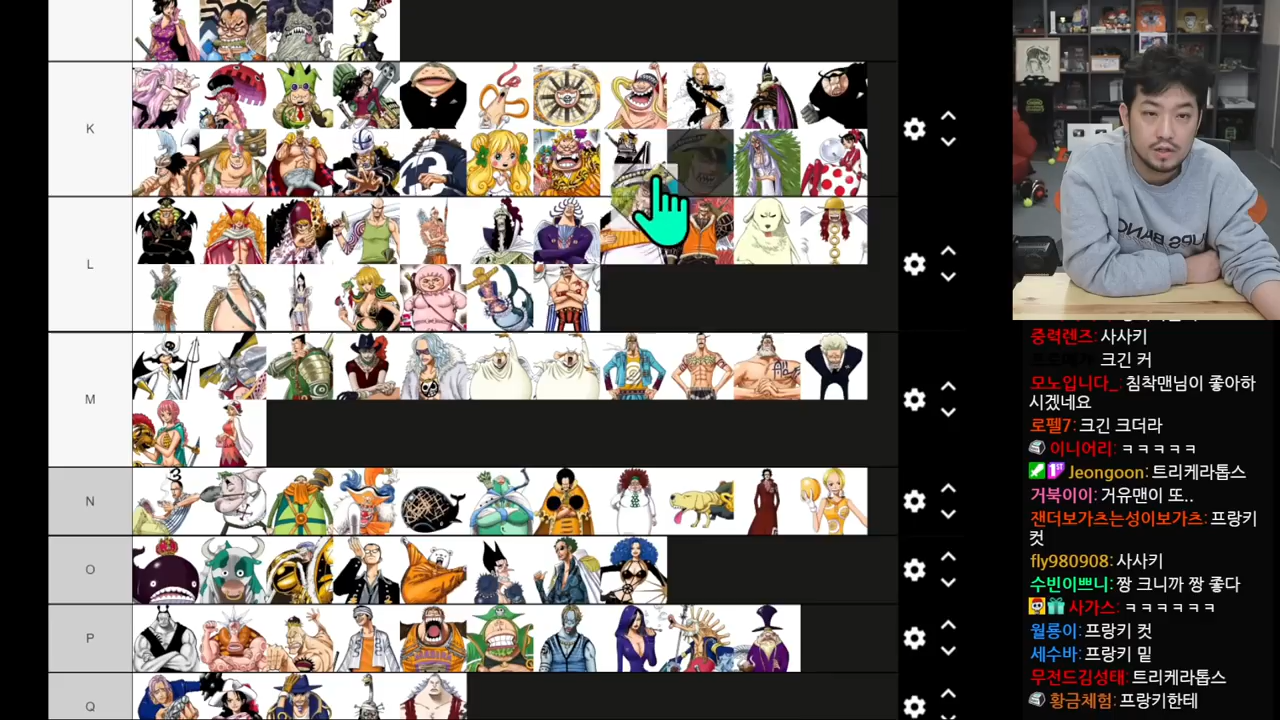 K
L
M
N
O
P
Q
중력렌즈: 사사키
크긴 커
모노입니다_: 침착맨님이 좋아하
시겠네요
로펠7: 크긴 크더라
이니어리: ㅋㅋㅋㅋㅋ
1ST Jeongoon: 트리케라톱스
거북이이: 거유맨이 또..
잰더보가츠는성이보가츠: 프랑키
컷
fly980908: 사사키
수빈이쁘니: 짱 크니까 짱 좋다
사가스: ㅋㅋㅋㅋㅋㅋ
월룡이: 프랑키 컷
세수바: 프랑키 밑
무전드김성태: 트리케라톱스
황금체험: 프랑키한테